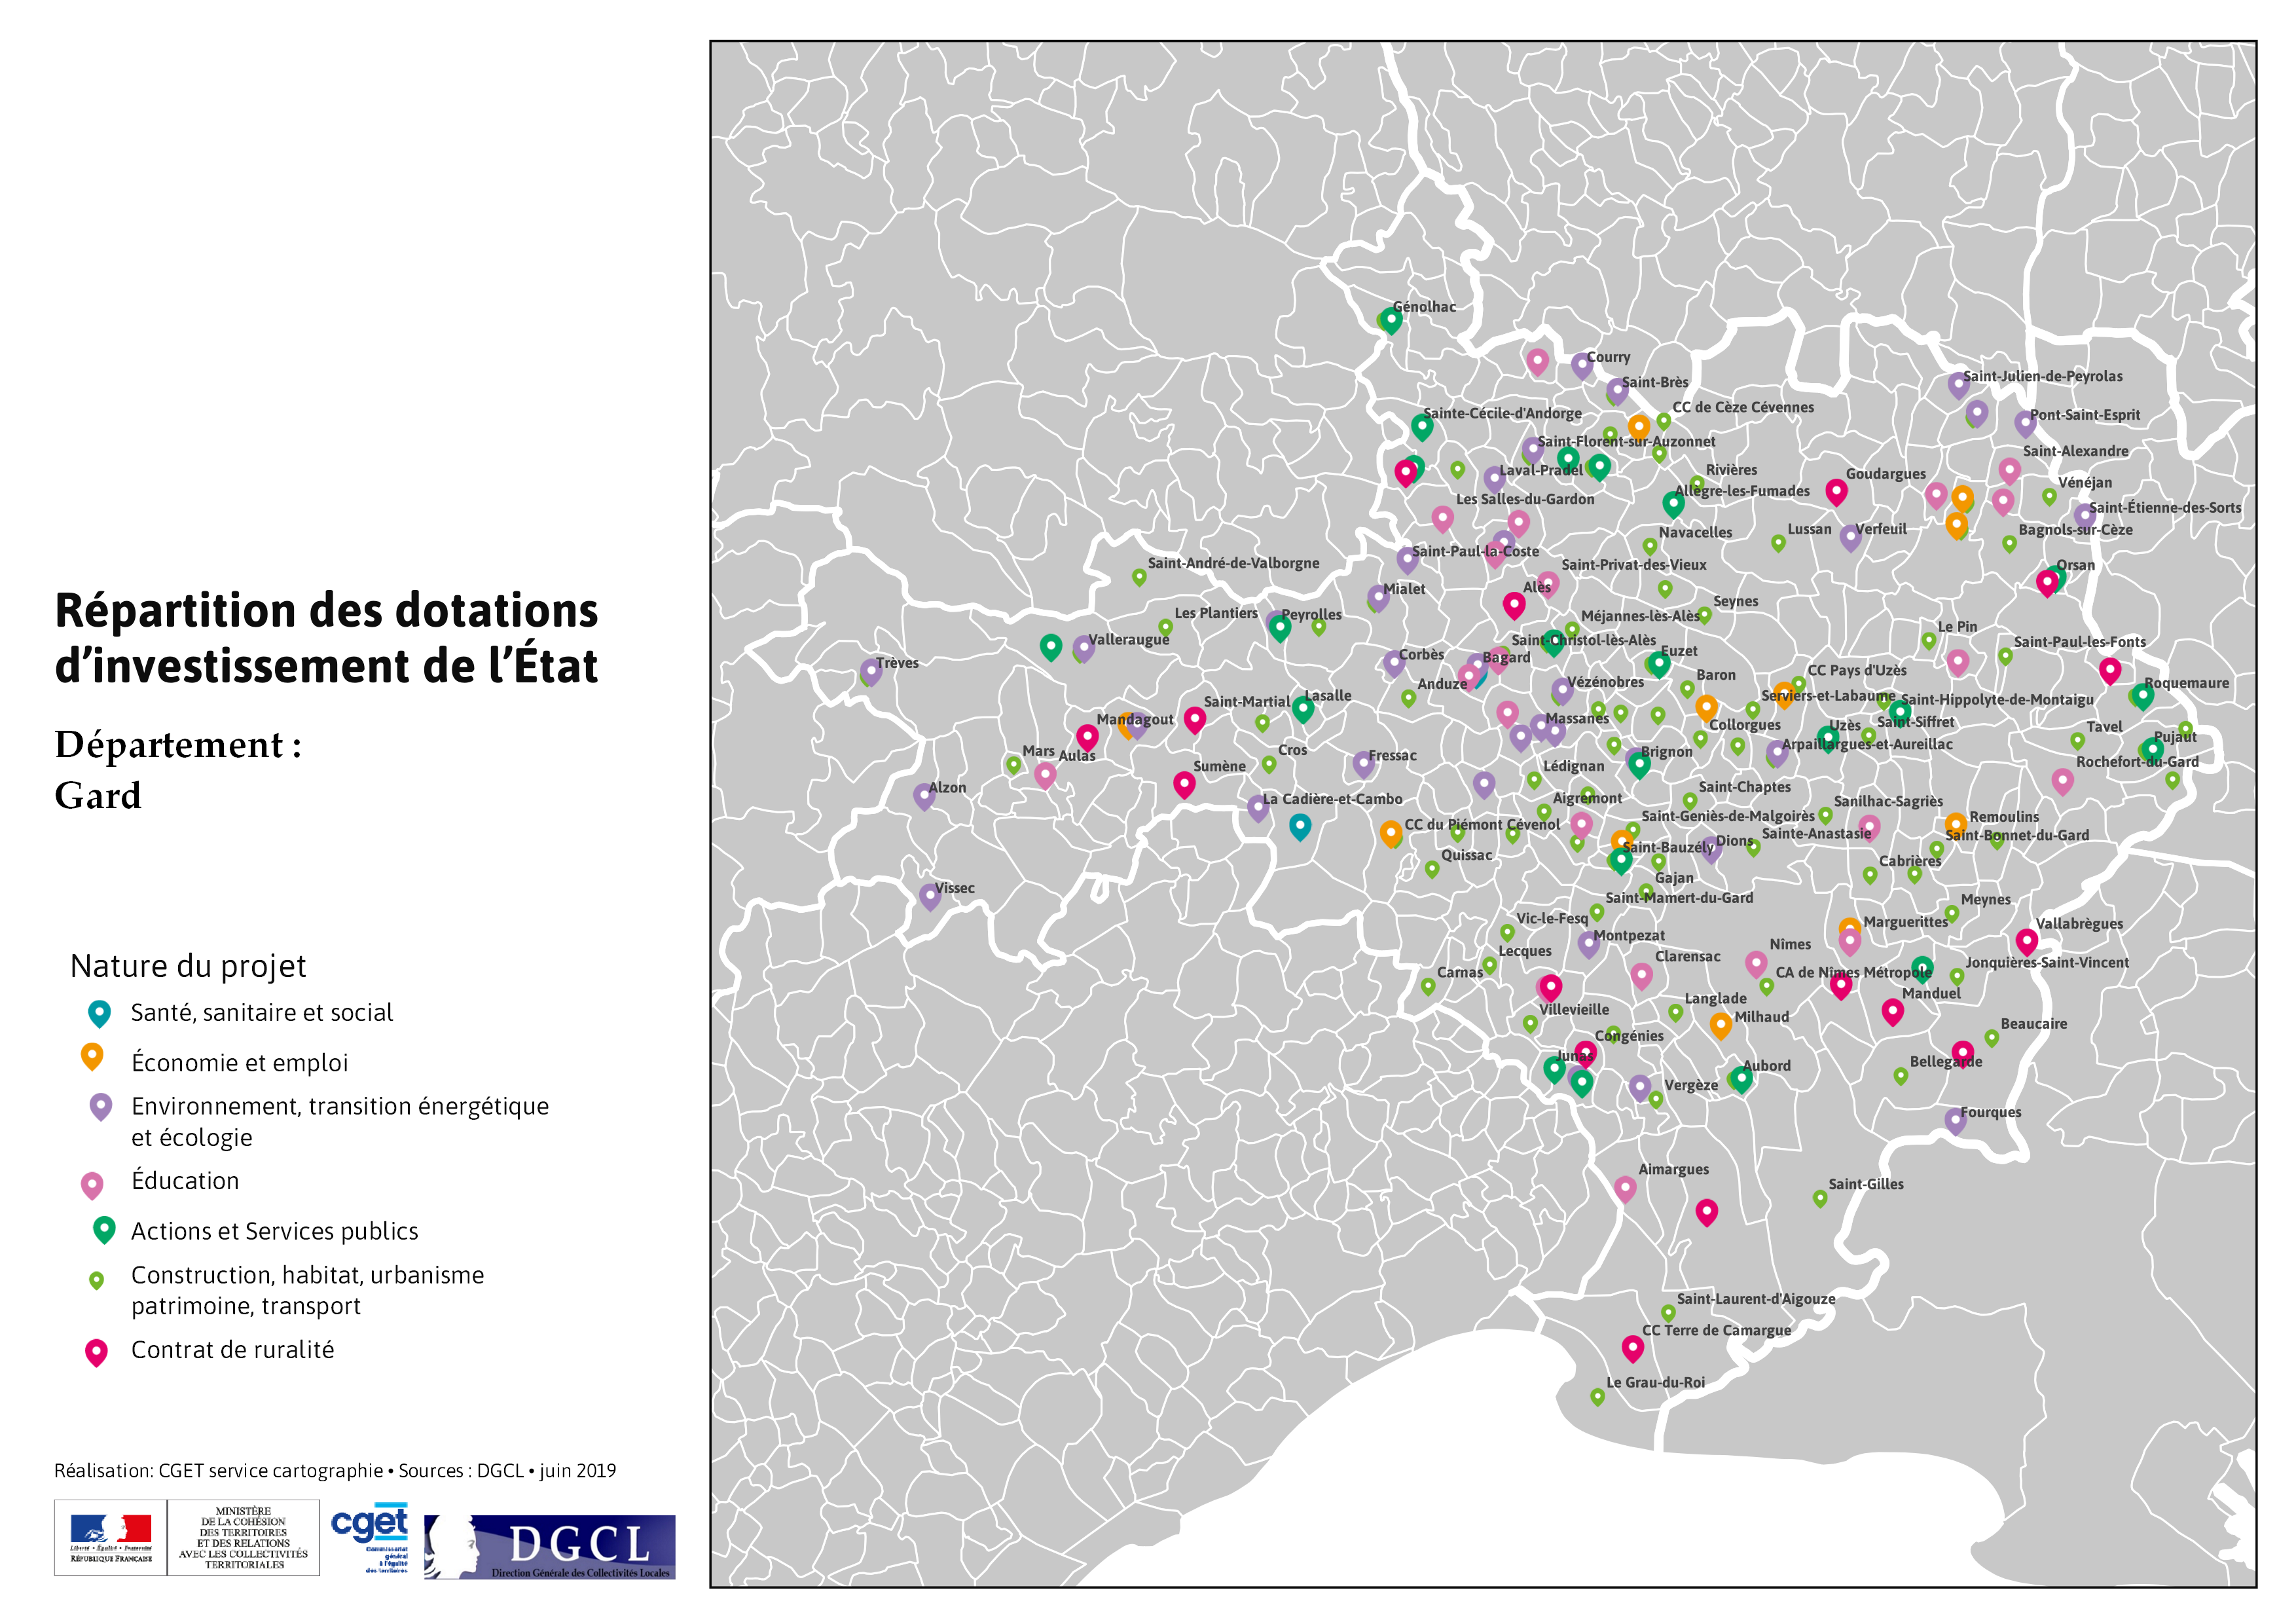 Répartition des dotations
d’investissement de l’État
Département :
Gard
Nature du projet
Santé, sanitaire et social
Économie et emploi
Environnement, transition énergétique
et écologie
Éducation
Actions et Services publics
Construction, habitat, urbanisme
patrimoine, transport
Contrat de ruralité
Réalisation: CGET service cartographie • Sources : DGCL • juin 2019
Liberté • Égalité • Fraternité
RÉPUBLIQUE FRANÇAISE
MINISTÈRE
DE LA COHÉSION
DES TERRITOIRES
ET DES RELATIONS
AVEC LES COLLECTIVITÉS
TERRITORIALES
cget
Commissariat
général
à l'égalité
des territoires
DGCL
Direction Générale des Collectivités Locales
Génolhac
Courry
Saint-Brès
Saint-Julien-de-Peyrolas
CC de Cèze Cévennes
Sainte-Cécile-d'Andorge
Pont-Saint-Esprit
Saint-Florent-sur-Auzonnet
Saint-Alexandre
Laval-Pradel
Rivières
Goudargues
Vénéjan
Allègre-les-Fumades
Les Salles-du-Gardon
Saint-Étienne-des-Sorts
Navacelles
Lussan
Verfeuil
Bagnols-sur-Cèze
Saint-Paul-la-Coste
Saint-André-de-Valborgne
Saint-Privat-des-Vieux
Orsan
Mialet
Alès
Seynes
Les Plantiers
Peyrolles
Méjannes-lès-Alès
Le Pin
Valleraugue
Saint-Christol-lès-Alès
Saint-Paul-les-Fonts
Trèves
Corbès
Bagard
Euzet
Baron
CC Pays d'Uzès
Anduze
Vézénobres
Roquemaure
Saint-Martial
Lasalle
Serviers-et-Labaume
Saint-Hippolyte-de-Montaigu
Mandagout
Massanes
Collorgues
Uzès
Saint-Siffret
Tavel
Pujaut
Mars
Aulas
Cros
Fressac
Brignon
Arpaillargues-et-Aureillac
Rochefort-du-Gard
Sumène
Lédignan
Alzon
Saint-Chaptes
La Cadière-et-Cambo
Aigremont
Sanilhac-Sagriès
CC du Piémont Cévenol
Saint-Geniès-de-Malgoirès
Remoulins
Sainte-Anastasie
Saint-Bonnet-du-Gard
Saint-Bauzély
Dions
Quissac
Cabrières
Gajan
Vissec
Saint-Mamert-du-Gard
Meynes
Vic-le-Fesq
Marguerittes
Vallabrègues
Montpezat
Nîmes
Lecques
Clarensac
Jonquières-Saint-Vincent
Carnas
CA de Nîmes Métropole
Manduel
Langlade
Villevieille
Milhaud
Beaucaire
Congénies
Junas
Aubord
Bellegarde
Vergèze
Fourques
Aimargues
Saint-Gilles
Saint-Laurent-d'Aigouze
CC Terre de Camargue
Le Grau-du-Roi